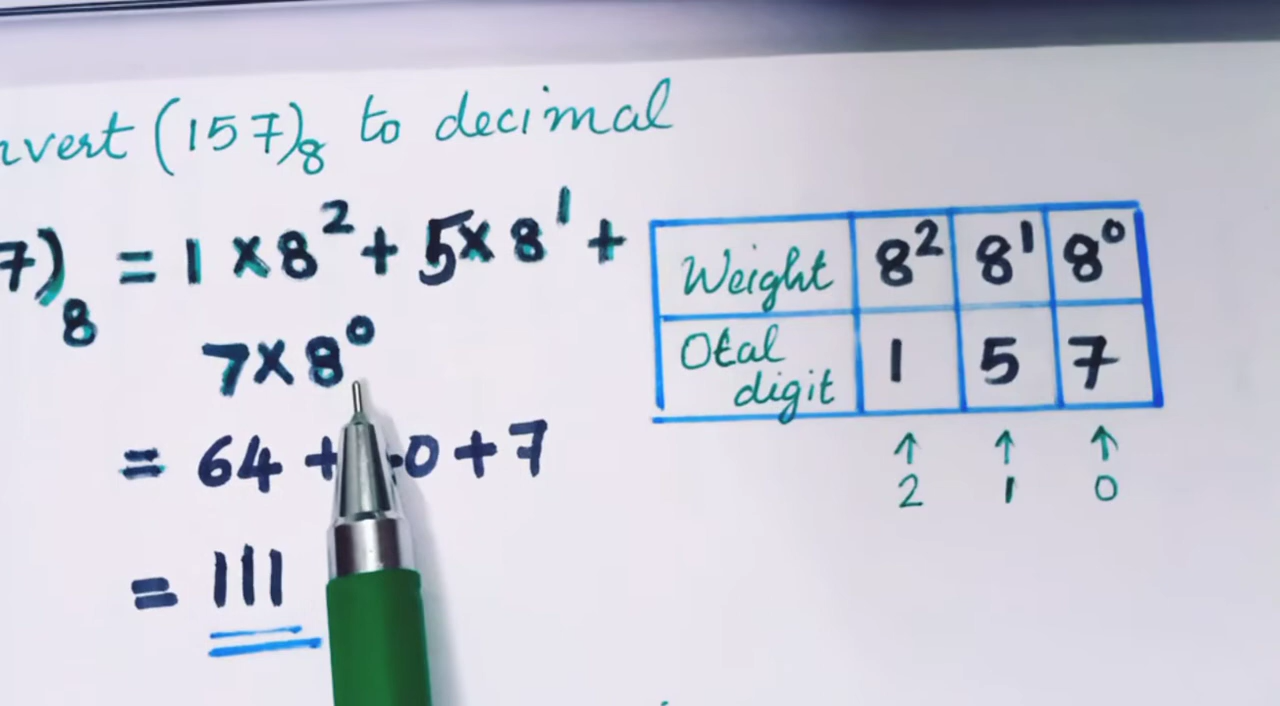 nvert (157)₈ to decimal
7)₈ = 1 × 8² + 5 × 8¹ +
7 × 8⁰
= 64 + 0 + 7
= 111
Weight 8² 8¹ 8⁰
Otal digit 1 5 7
↑ ↑ ↑
2 1 0